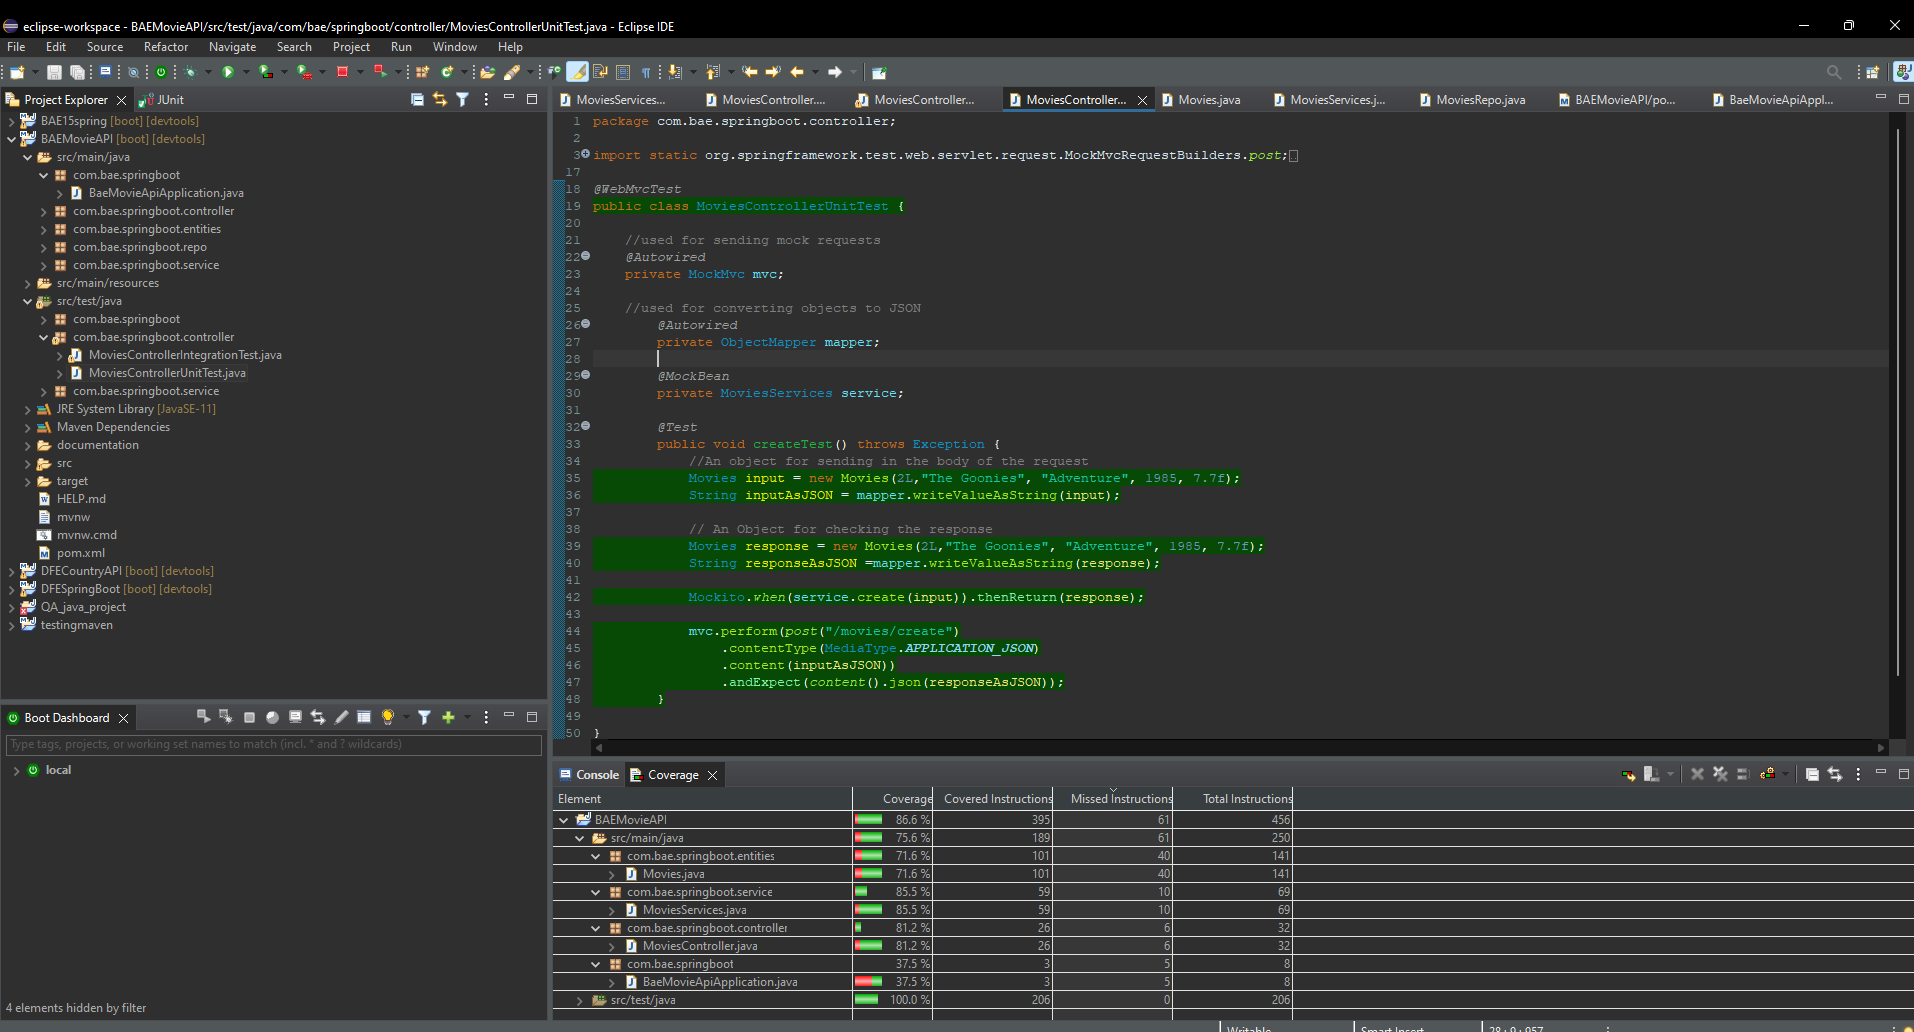 eclipse-workspace - BAEMovieAPI/src/test/java/com/bae/springboot/controller/MoviesControllerUnitTest.java - Eclipse IDE
File Edit Source Refactor Navigate Search Project Run Window Help
Project Explorer JUnit
BAE15spring [boot] [devtools]
BAEMovieAPI [boot] [devtools]
src/main/java
com.bae.springboot
BaeMovieApiApplication.java
com.bae.springboot.controller
com.bae.springboot.entities
com.bae.springboot.repo
com.bae.springboot.service
src/main/resources
src/test/java
com.bae.springboot
com.bae.springboot.controller
MoviesControllerIntegrationTest.java
MoviesControllerUnitTest.java
com.bae.springboot.service
JRE System Library [JavaSE-11]
Maven Dependencies
documentation
src
target
HELP.md
mvnw
mvnw.cmd
pom.xml
DFECountryAPI [boot] [devtools]
DFESpringBoot [boot] [devtools]
QA_java_project
testingmaven
Boot Dashboard
Type tags, projects, or working set names to match (incl. * and ? wildcards)
local
4 elements hidden by filter
MoviesServices... MoviesController.... MoviesController... MoviesController... Movies.java MoviesServices.j... MoviesRepo.java BAEMovieAPI/po... BaeMovieApiAppl...
1 package com.bae.springboot.controller;
2
3 import static org.springframework.test.web.servlet.request.MockMvcRequestBuilders.post;
17
18 @WebMvcTest
19 public class MoviesControllerUnitTest {
20
21 //used for sending mock requests
22 @Autowired
23 private MockMvc mvc;
24
25 //used for converting objects to JSON
26 @Autowired
27 private ObjectMapper mapper;
28
29 @MockBean
30 private MoviesServices service;
31
32 @Test
33 public void createTest() throws Exception {
34 //An object for sending in the body of the request
35 Movies input = new Movies(2L,"The Goonies", "Adventure", 1985, 7.7f);
36 String inputAsJSON = mapper.writeValueAsString(input);
37
38 // An Object for checking the response
39 Movies response = new Movies(2L,"The Goonies", "Adventure", 1985, 7.7f);
40 String responseAsJSON =mapper.writeValueAsString(response);
41
42 Mockito.when(service.create(input)).thenReturn(response);
43
44 mvc.perform(post("/movies/create")
45 .contentType(MediaType.APPLICATION_JSON)
46 .content(inputAsJSON))
47 .andExpect(content().json(responseAsJSON));
48 }
49
50 }
Console Coverage
Element Coverage Covered Instructions Missed Instructions Total Instructions
BAEMovieAPI 86.6 % 395 61 456
src/main/java 75.6 % 189 61 250
com.bae.springboot.entities 71.6 % 101 40 141
Movies.java 71.6 % 101 40 141
com.bae.springboot.service 85.5 % 59 10 69
MoviesServices.java 85.5 % 59 10 69
com.bae.springboot.controller 81.2 % 26 6 32
MoviesController.java 81.2 % 26 6 32
com.bae.springboot 37.5 % 3 5 8
BaeMovieApiApplication.java 37.5 % 3 5 8
src/test/java 100.0 % 206 0 206
Writable Smart Insert 28 : 9 : 957